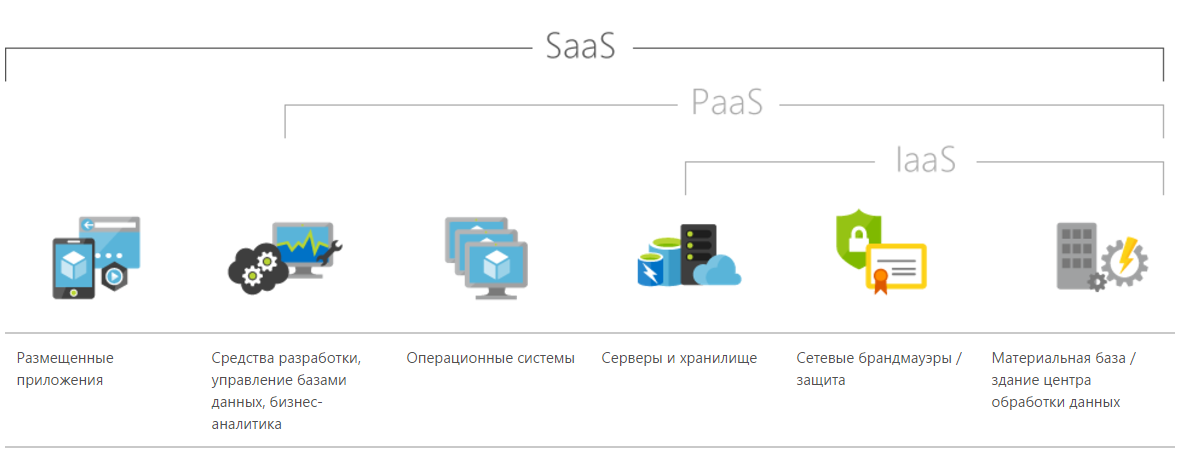 SaaS
PaaS
IaaS
Размещенные
приложения
Средства разработки,
управление базами
данных, бизнес-
аналитика
Операционные системы
Серверы и хранилище
Сетевые брандмауэры /
защита
Материальная база /
здание центра
обработки данных